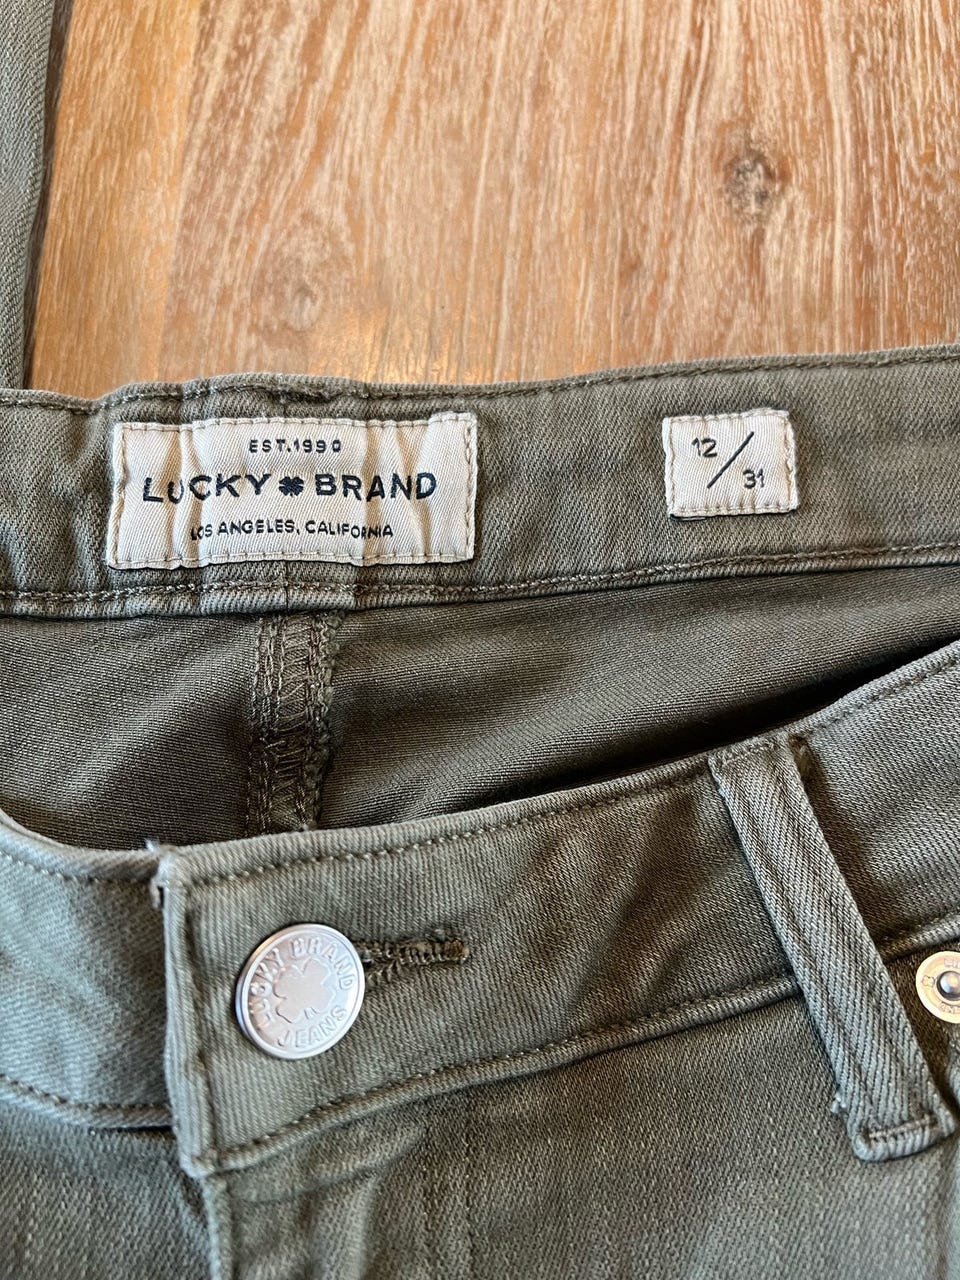 EST.1990
LUCKY BRAND
LOS ANGELES, CALIFORNIA
12/31
LUCKY BRAND
JEANS